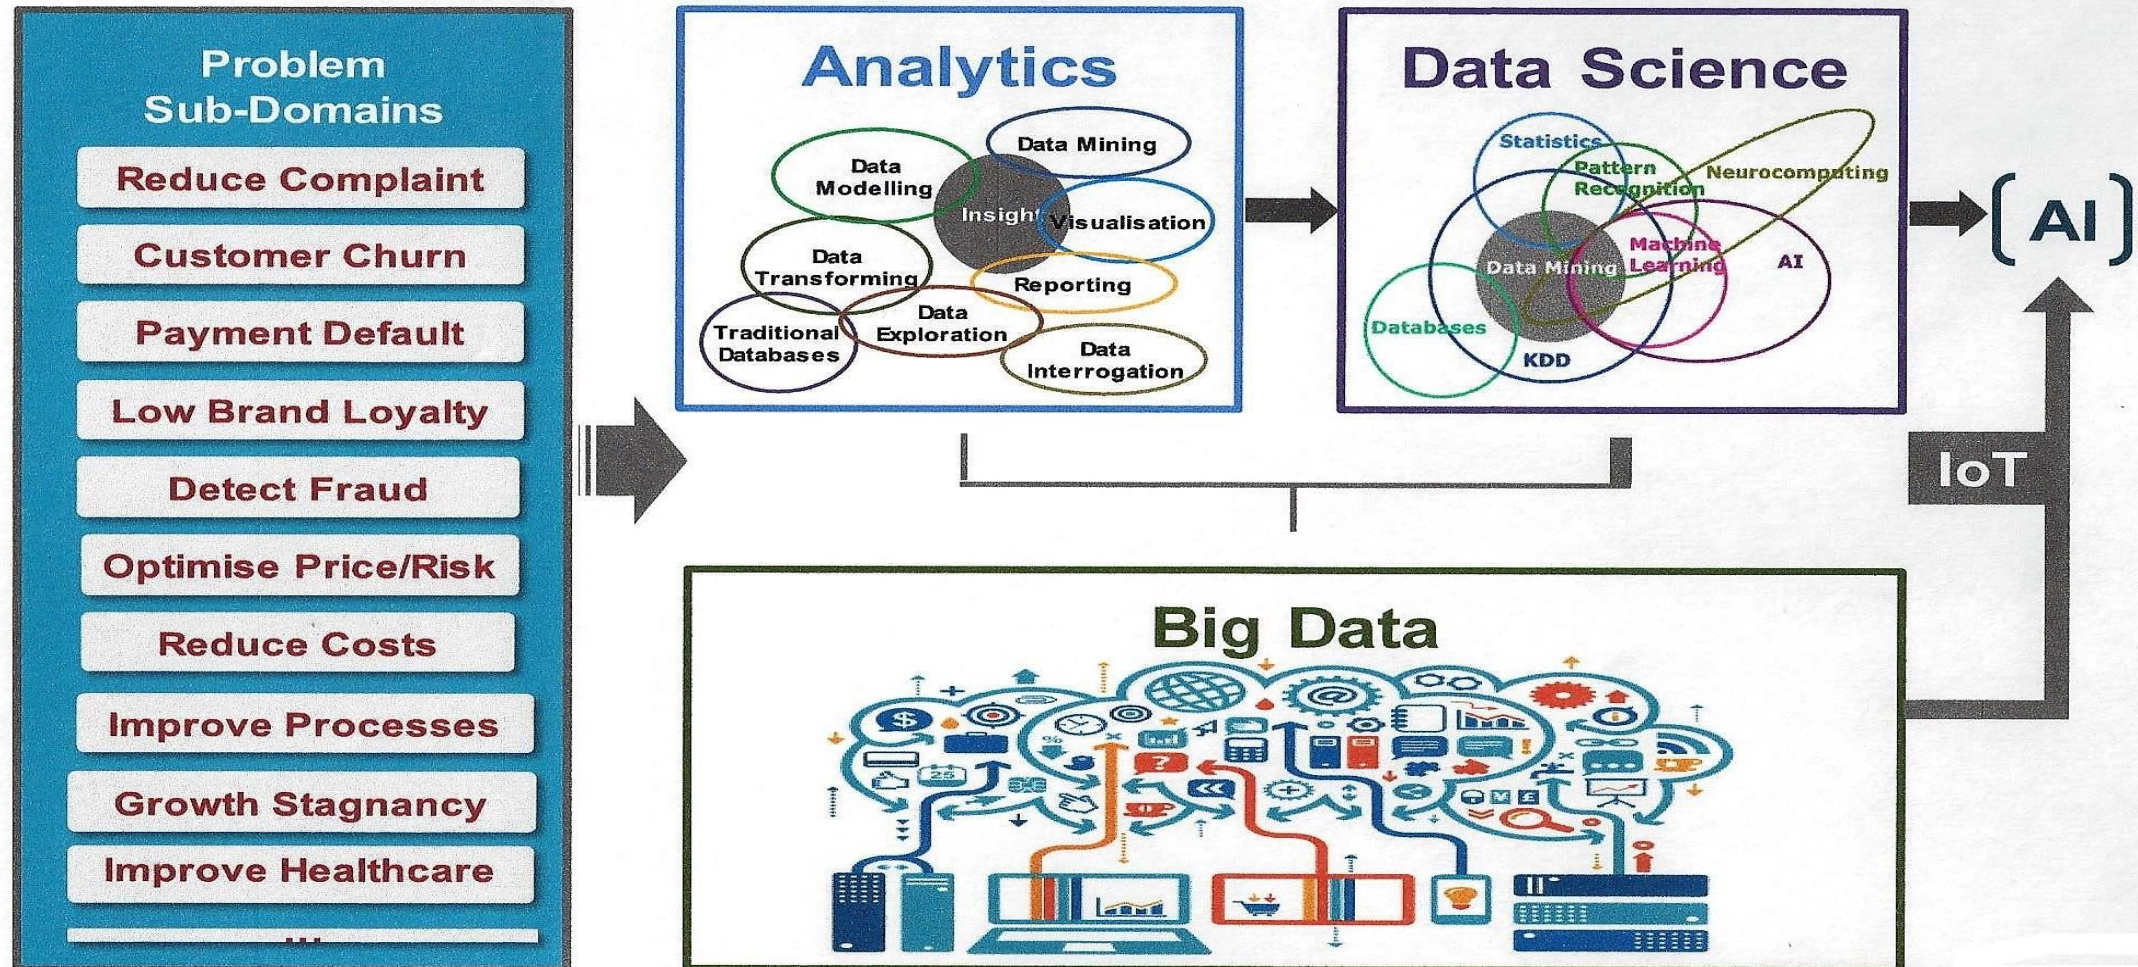 Problem
Sub-Domains
Reduce Complaint
Customer Churn
Payment Default
Low Brand Loyalty
Detect Fraud
Optimise Price/Risk
Reduce Costs
Improve Processes
Growth Stagnancy
Improve Healthcare
...
Analytics
Data Mining
Data
Modelling
Insight
Visualisation
Data
Transforming
Reporting
Data
Exploration
Traditional
Databases
Data
Interrogation
Data Science
Statistics
Pattern
Recognition
Neurocomputing
Machine
Learning
Data Mining
AI
Databases
KDD
[AI]
IoT
Big Data
$
@
25
?
%
£